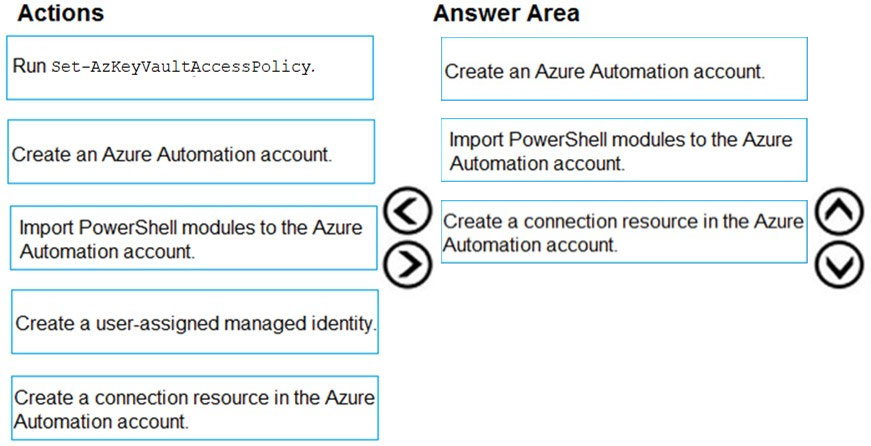 Actions
Run Set-AzKeyVaultAccessPolicy.
Create an Azure Automation account.
Import PowerShell modules to the Azure
Automation account.
Create a user-assigned managed identity.
Create a connection resource in the Azure
Automation account.
Answer Area
Create an Azure Automation account.
Import PowerShell modules to the Azure
Automation account.
Create a connection resource in the Azure
Automation account.